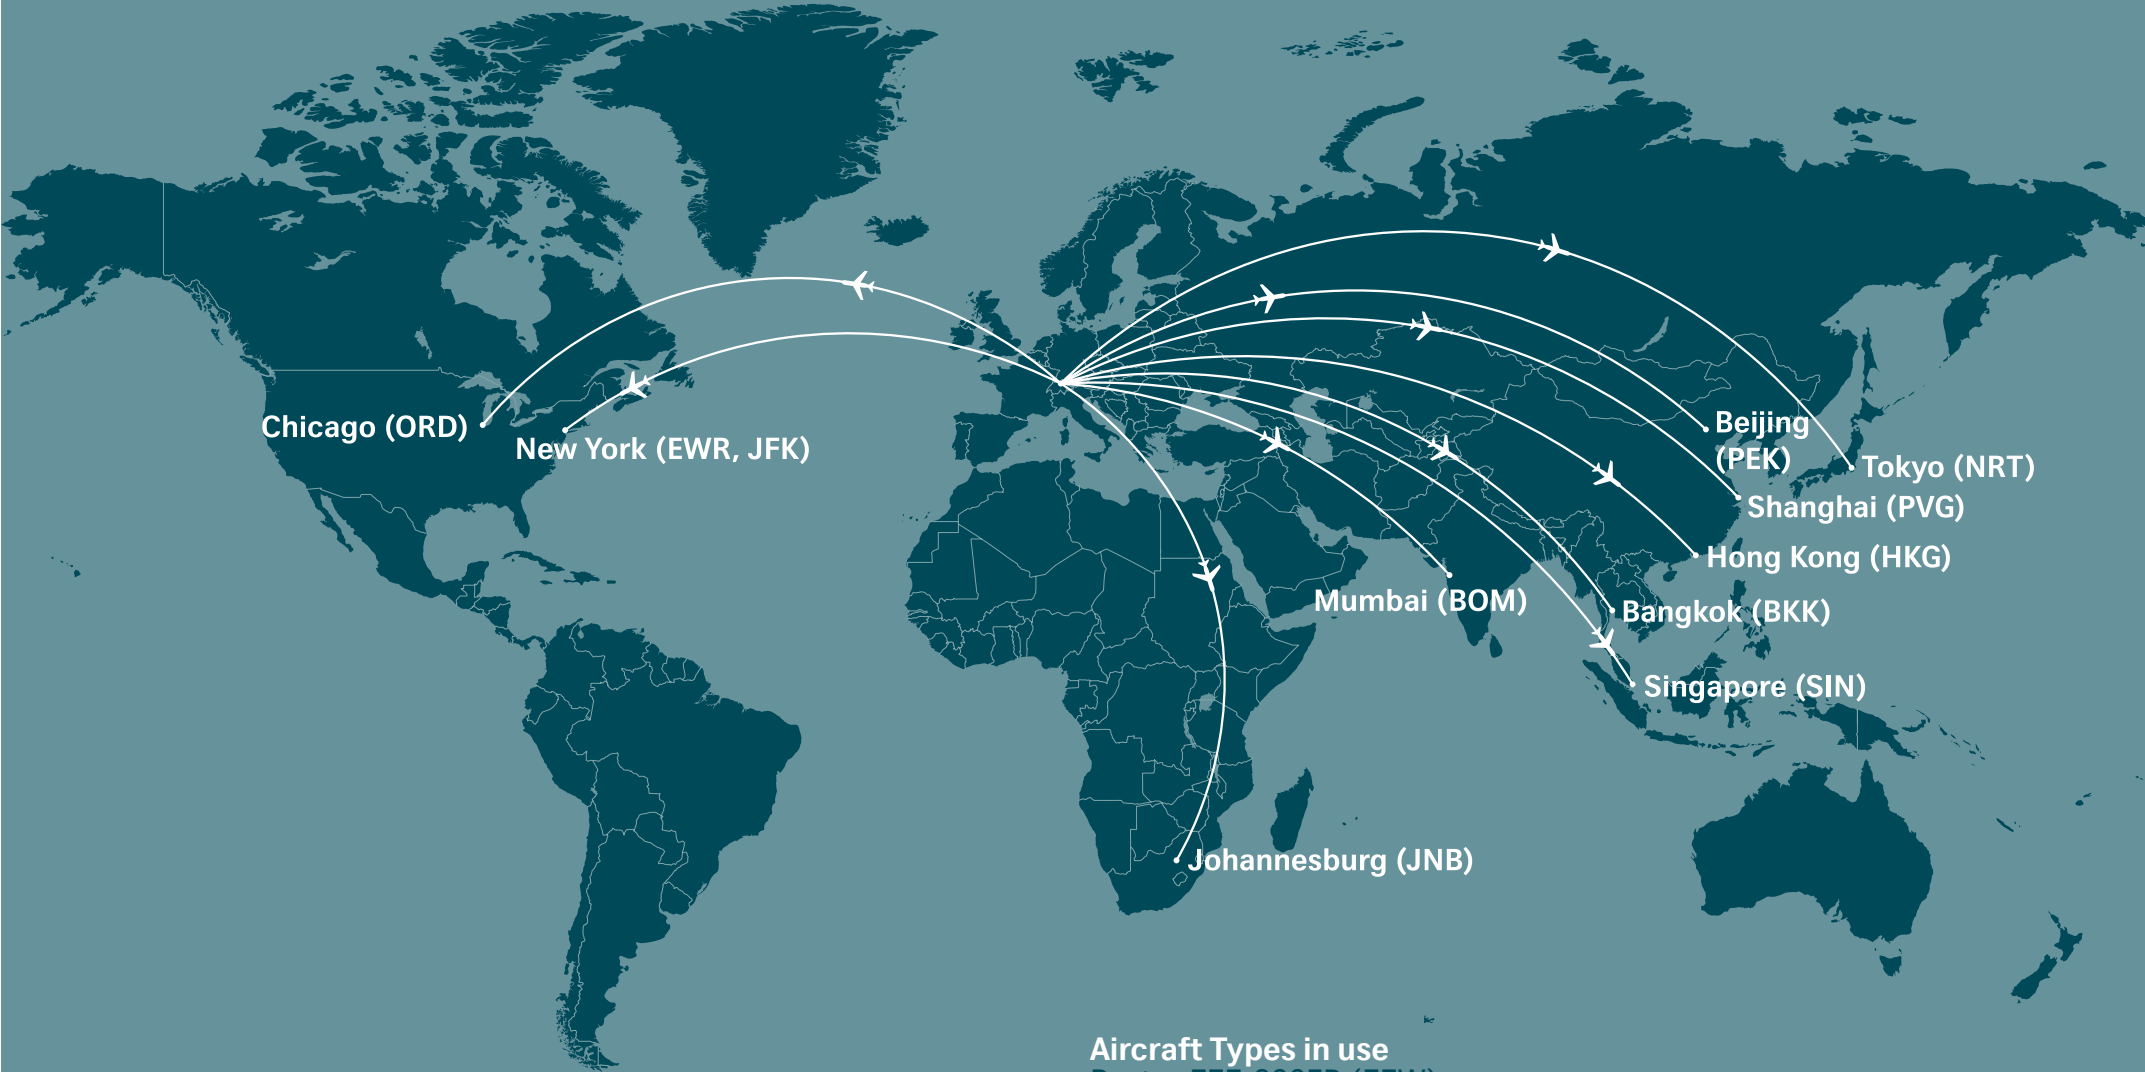 Chicago (ORD)
New York (EWR, JFK)
Beijing
(PEK)
Tokyo (NRT)
Shanghai (PVG)
Hong Kong (HKG)
Mumbai (BOM)
Bangkok (BKK)
Singapore (SIN)
Johannesburg (JNB)
Aircraft Types in use